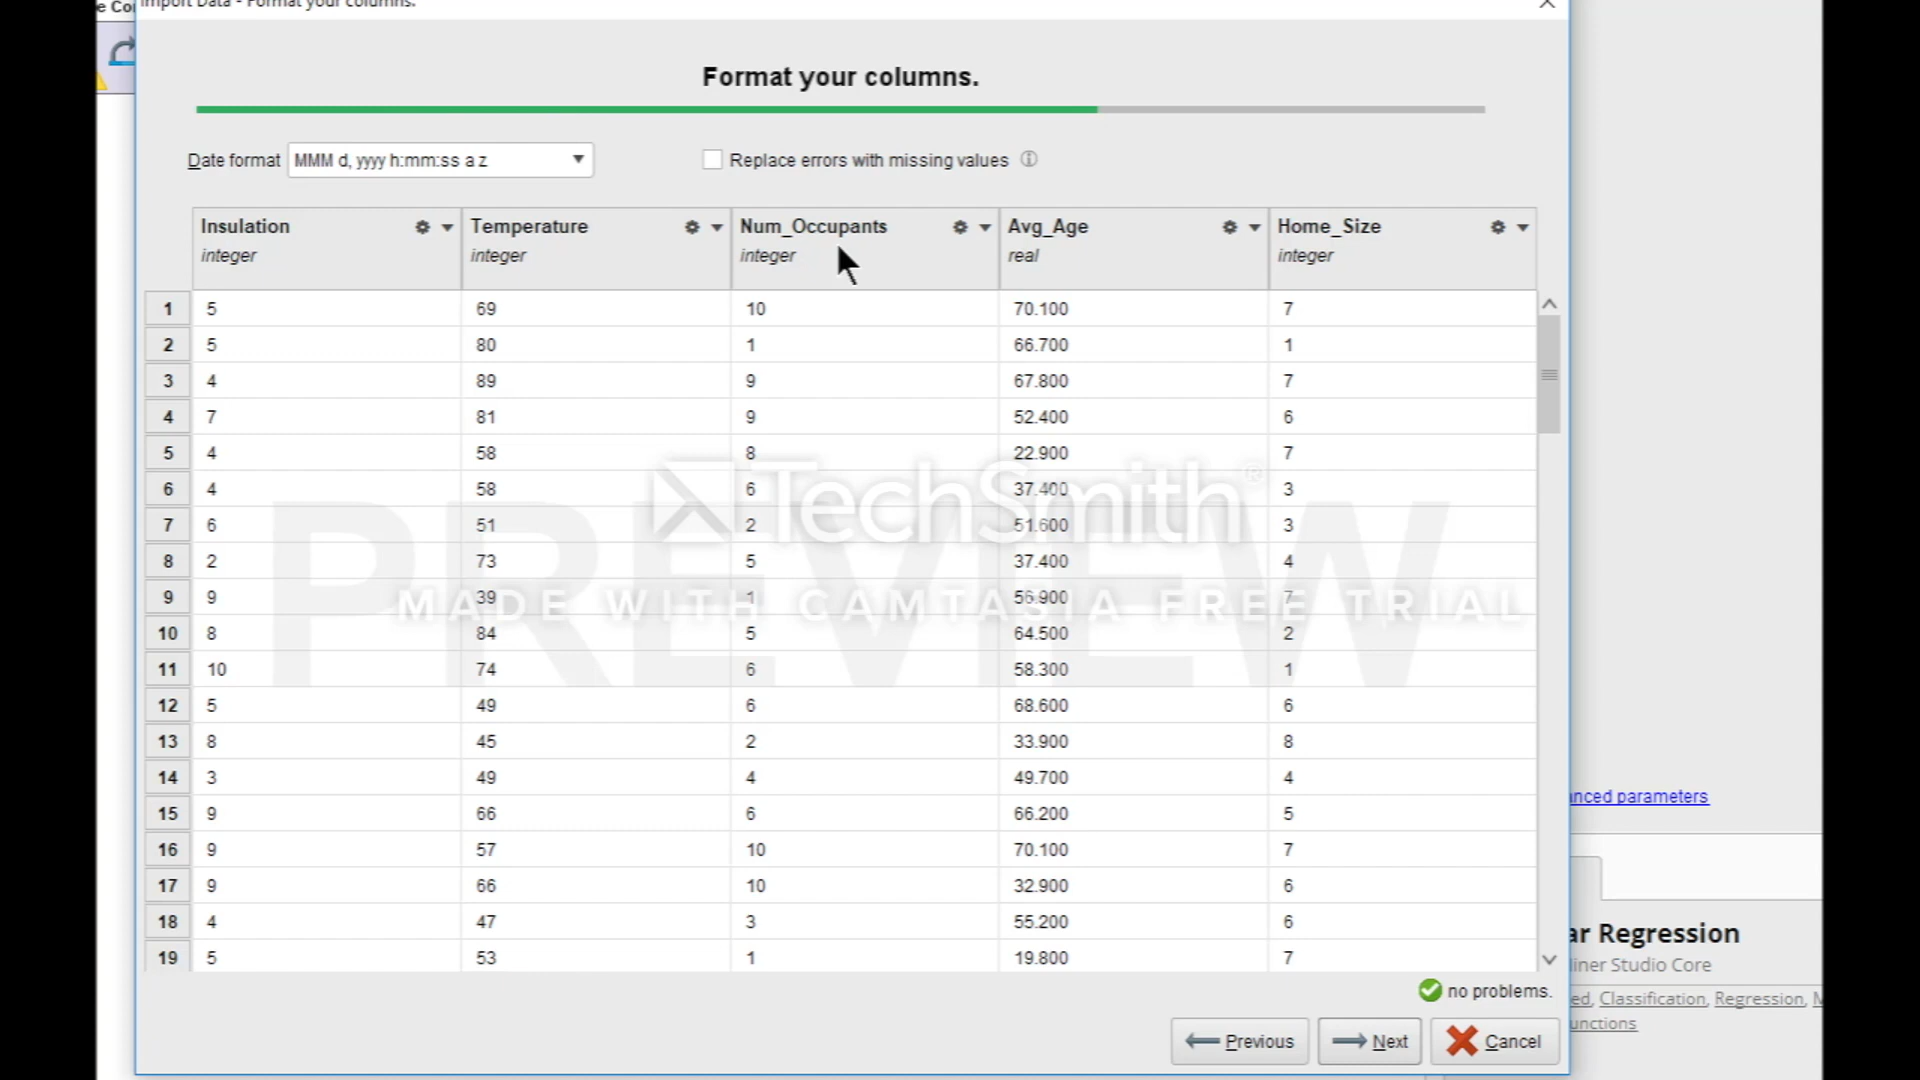 e Co
Import Data - Format your columns.
Format your columns.
Date format MMM d, yyyy h:mm:ss a z Replace errors with missing values
Insulation Temperature Num_Occupants Avg_Age Home_Size
integer integer integer real integer
1 5 69 10 70.100 7
2 5 80 1 66.700 1
3 4 89 9 67.800 7
4 7 81 9 52.400 6
5 4 58 8 22.900 7
6 4 58 6 37.400 3
TechSmith®
7 6 51 2 51.600 3
PREVIEW
8 2 73 5 37.400 4
9 9 39 1 56.900 7
MADE WITH CAMTASIA FREE TRIAL
10 8 84 5 64.500 2
11 10 74 6 58.300 1
12 5 49 6 68.600 6
13 8 45 2 33.900 8
14 3 49 4 49.700 4
anced parameters
15 9 66 6 66.200 5
16 9 57 10 70.100 7
17 9 66 10 32.900 6
18 4 47 3 55.200 6
ar Regression
19 5 53 1 19.800 7
iner Studio Core
no problems.
ed, Classification, Regression, M
unctions
Previous Next Cancel